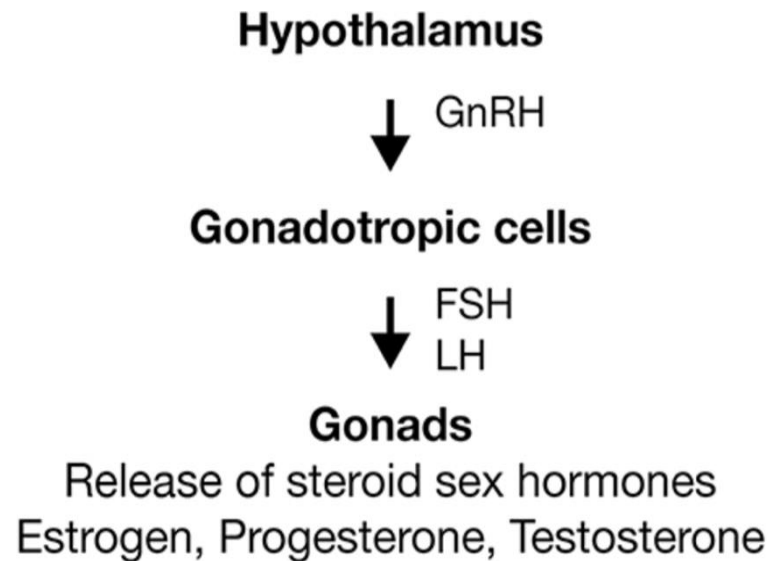 Hypothalamus
GnRH
Gonadotropic cells
FSH
LH
Gonads
Release of steroid sex hormones
Estrogen, Progesterone, Testosterone